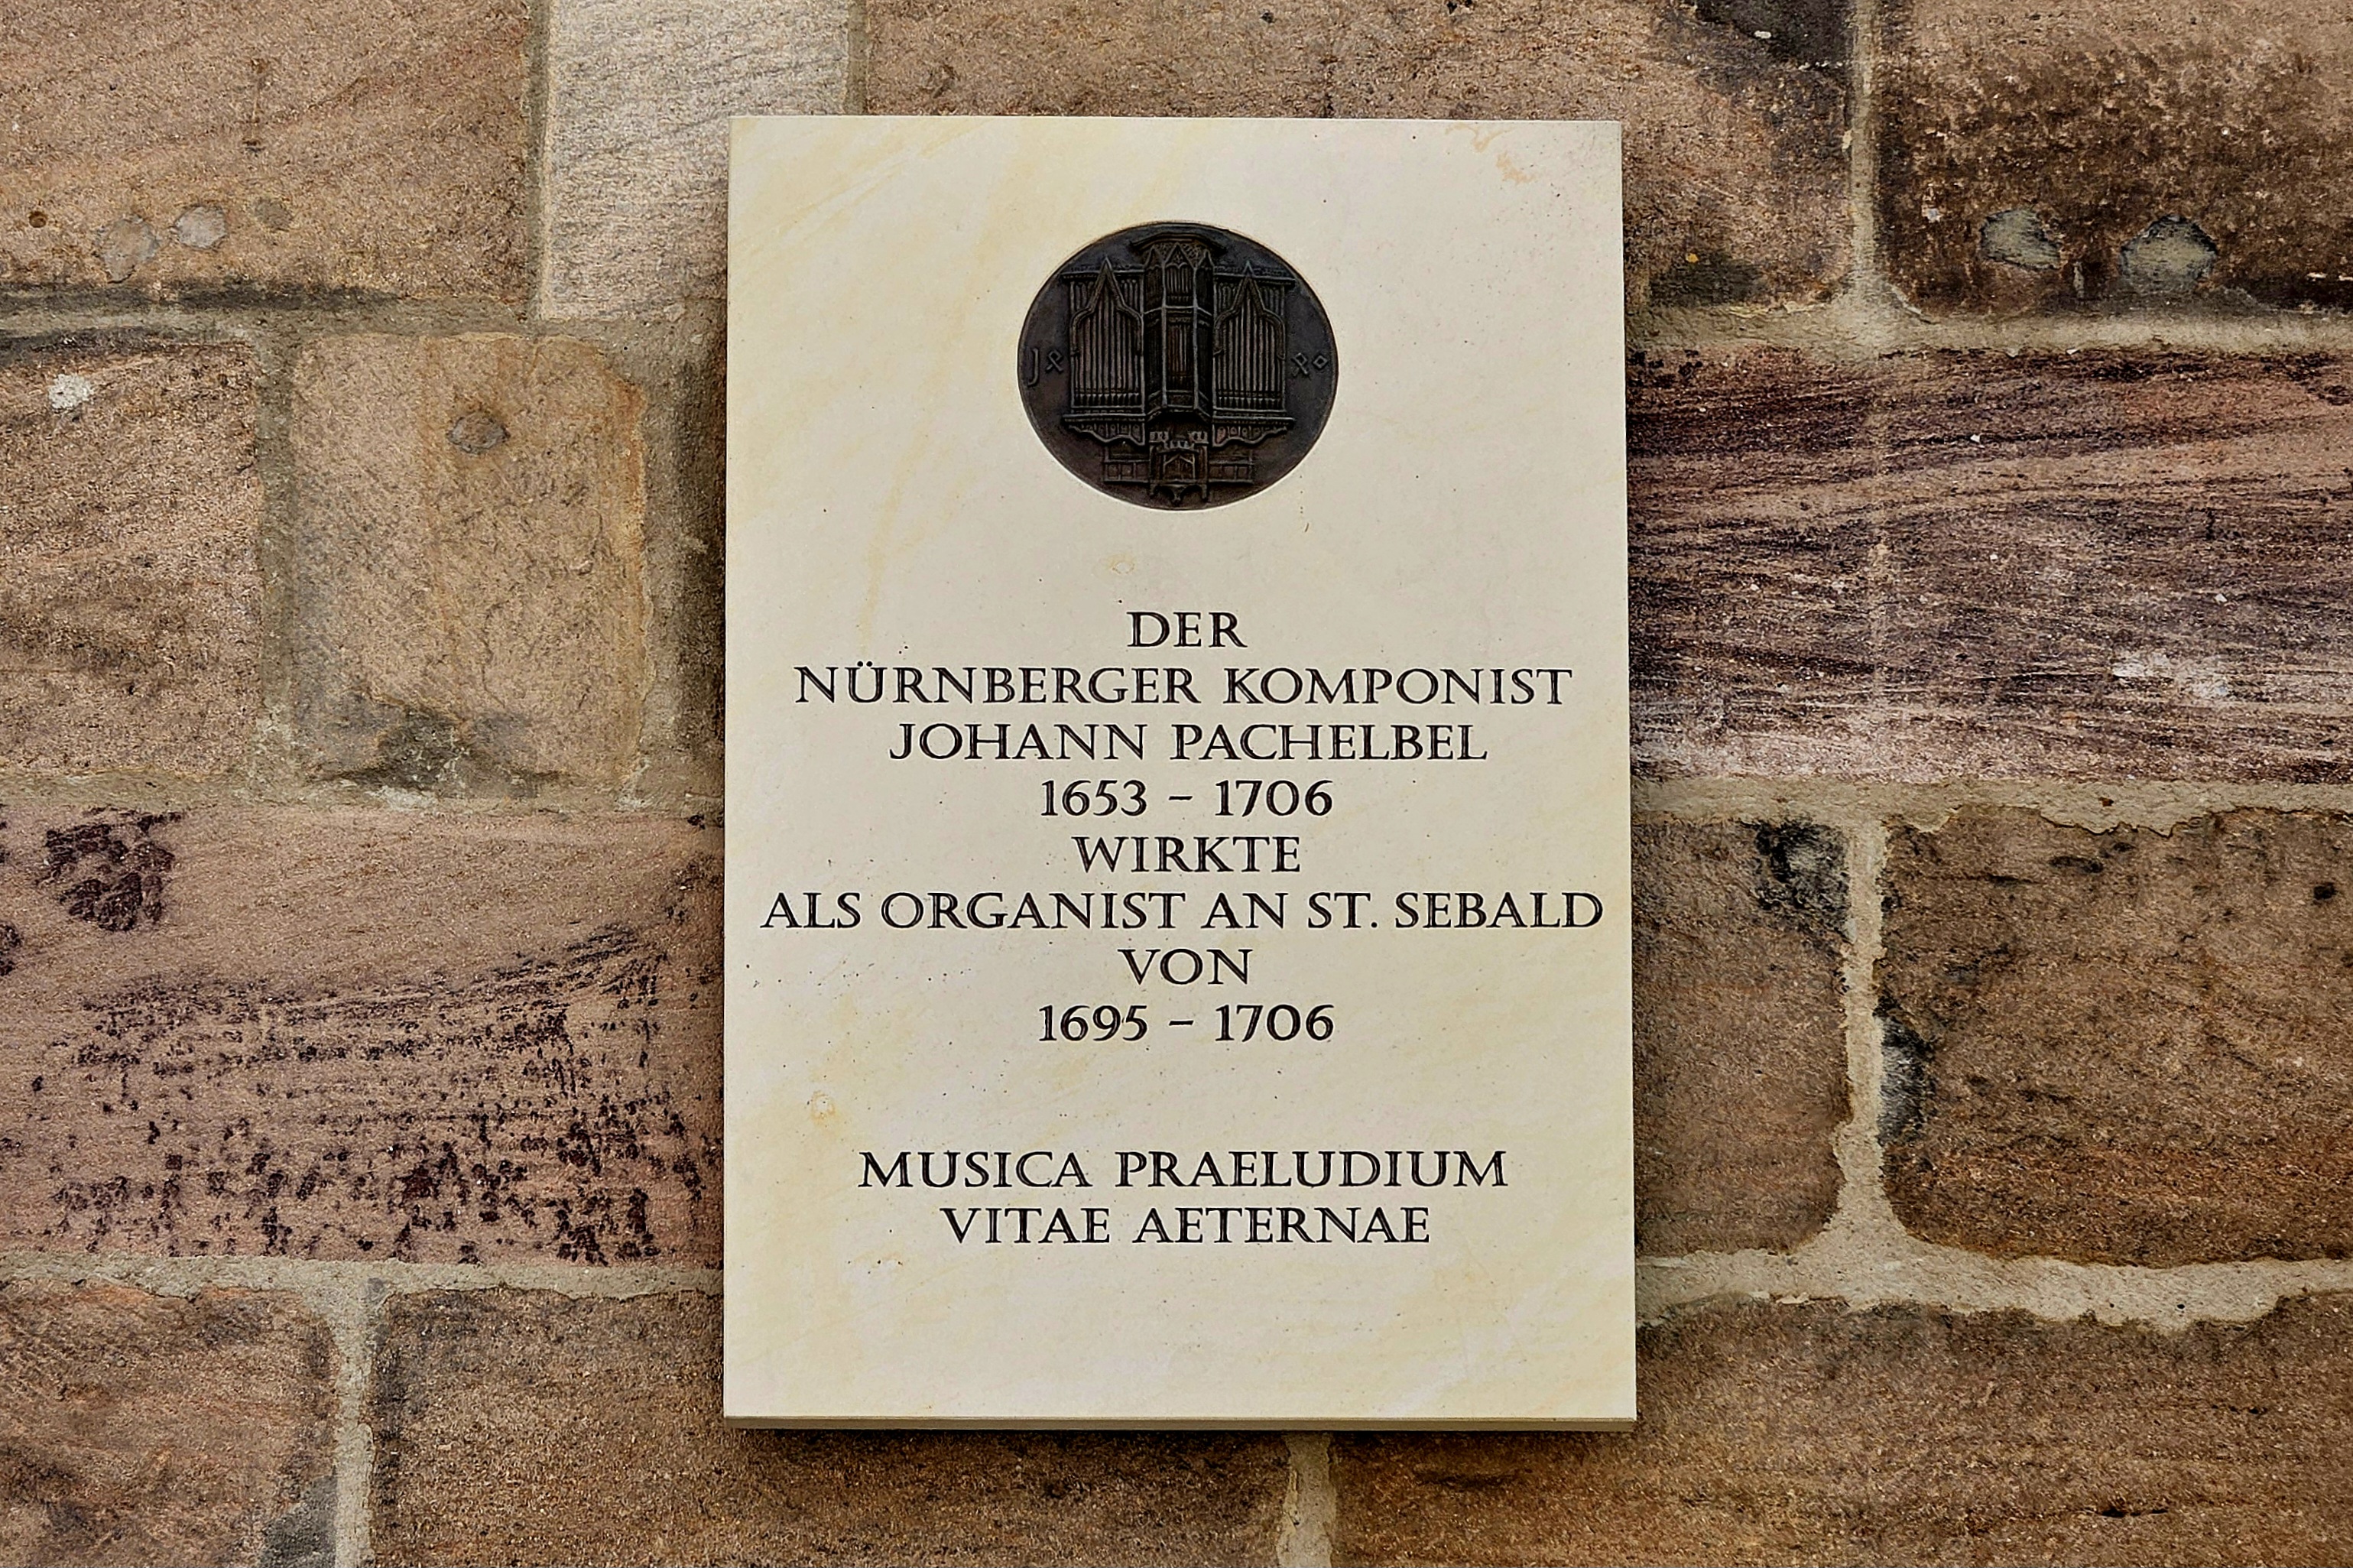 DER
NÜRNBERGER KOMPONIST
JOHANN PACHELBEL
1653 – 1706
WIRKTE
ALS ORGANIST AN ST. SEBALD
VON
1695 – 1706
MUSICA PRAELUDIUM
VITAE AETERNAE